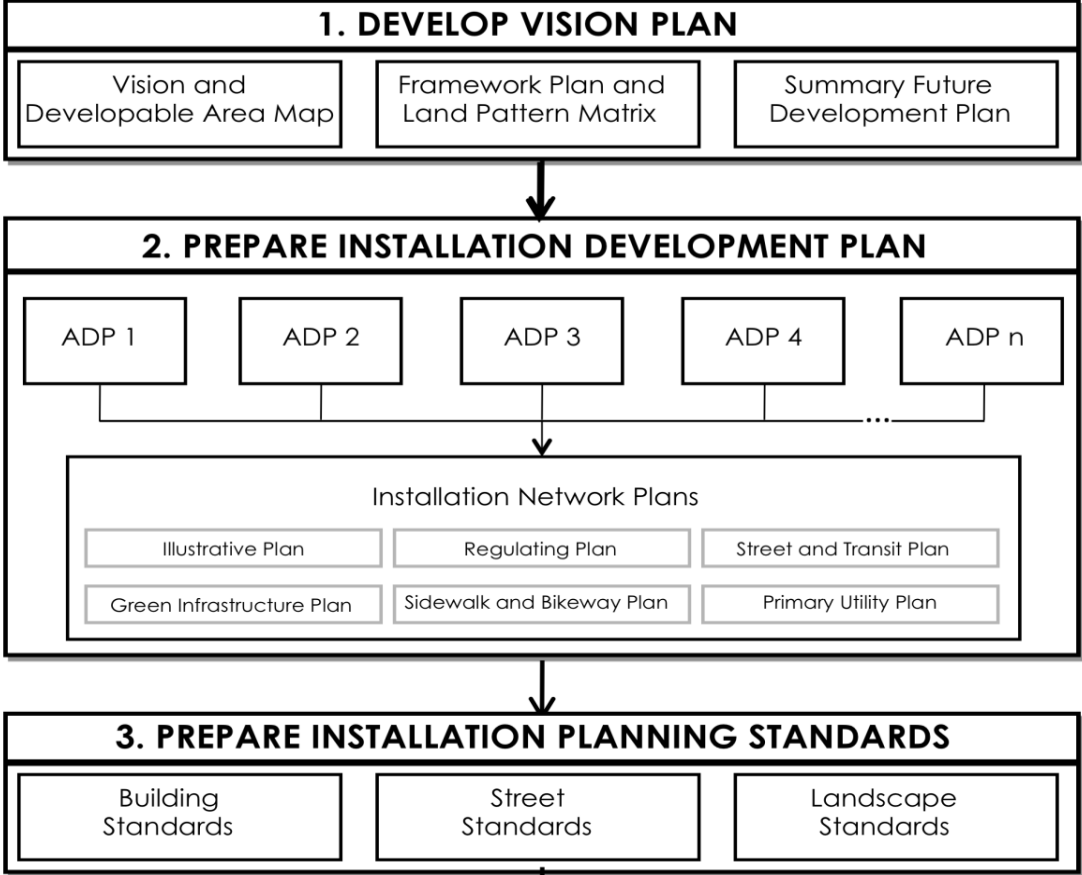 1. DEVELOP VISION PLAN
Vision and
Developable Area Map
Framework Plan and
Land Pattern Matrix
Summary Future
Development Plan
2. PREPARE INSTALLATION DEVELOPMENT PLAN
ADP 1
ADP 2
ADP 3
ADP 4
ADP n
...
Installation Network Plans
Illustrative Plan
Regulating Plan
Street and Transit Plan
Green Infrastructure Plan
Sidewalk and Bikeway Plan
Primary Utility Plan
3. PREPARE INSTALLATION PLANNING STANDARDS
Building
Standards
Street
Standards
Landscape
Standards